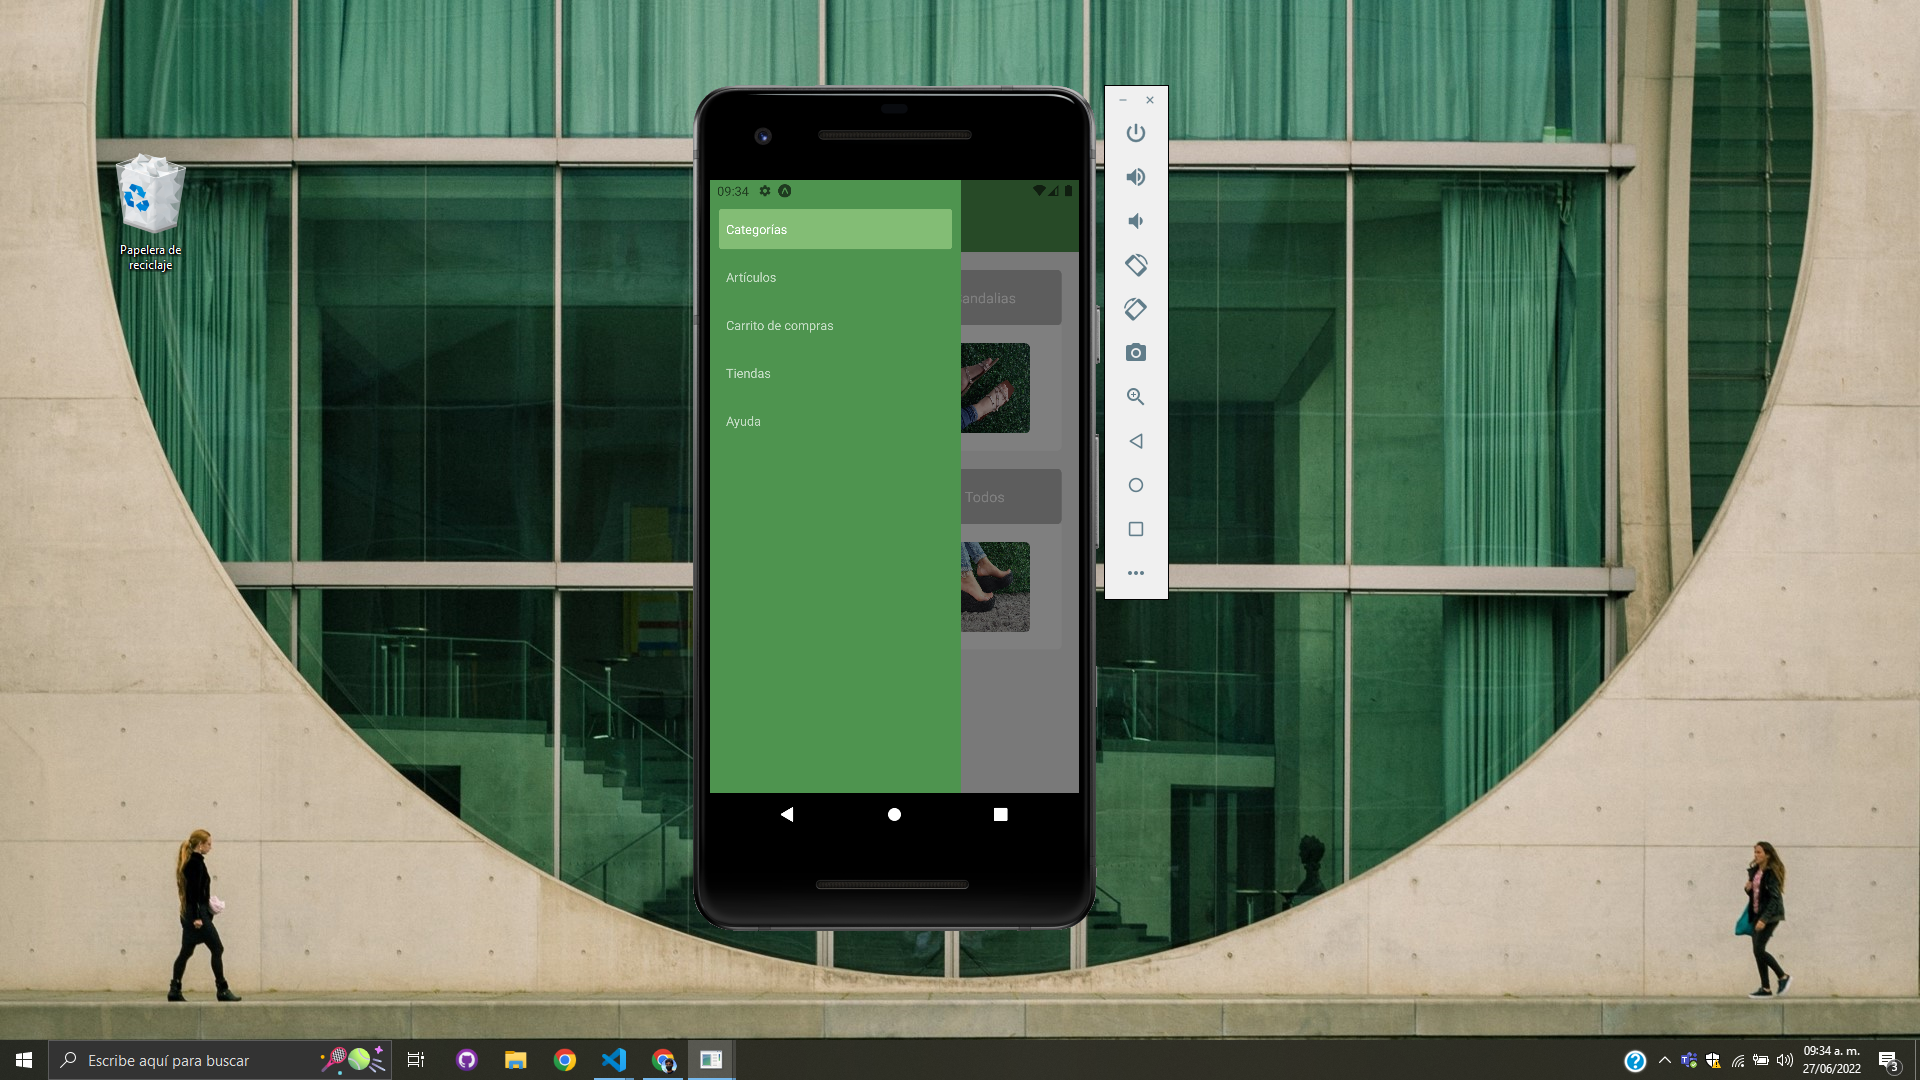 Papelera de
reciclaje
09:34
Categorías
Artículos
Carrito de compras
Tiendas
Ayuda
andalias
Todos
Escribe aquí para buscar
09:34 a. m.
27/06/2022
3